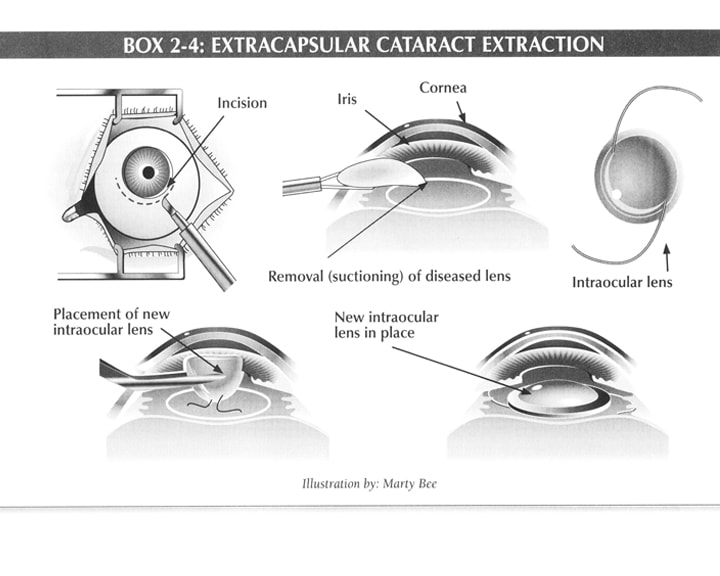 BOX 2-4: EXTRACAPSULAR CATARACT EXTRACTION
Incision
Iris
Cornea
Removal (suctioning) of diseased lens
Intraocular lens
Placement of new
intraocular lens
New intraocular
lens in place
Illustration by: Marty Bee